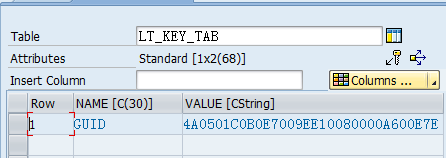 Table LT_KEY_TAB
Attributes Standard [1x2(68)]
Insert Column Columns ...
Row NAME [C(30)] VALUE [CString]
1 GUID 4A0501C0B0E7009EE10080000A600E7E